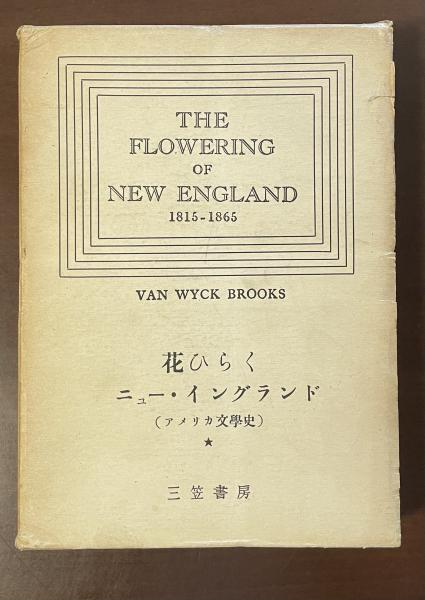 THE
FLOWERING
OF
NEW ENGLAND
1815-1865
VAN WYCK BROOKS
花ひらく
ニュー・イングランド
(アメリカ文學史)
★
三笠書房